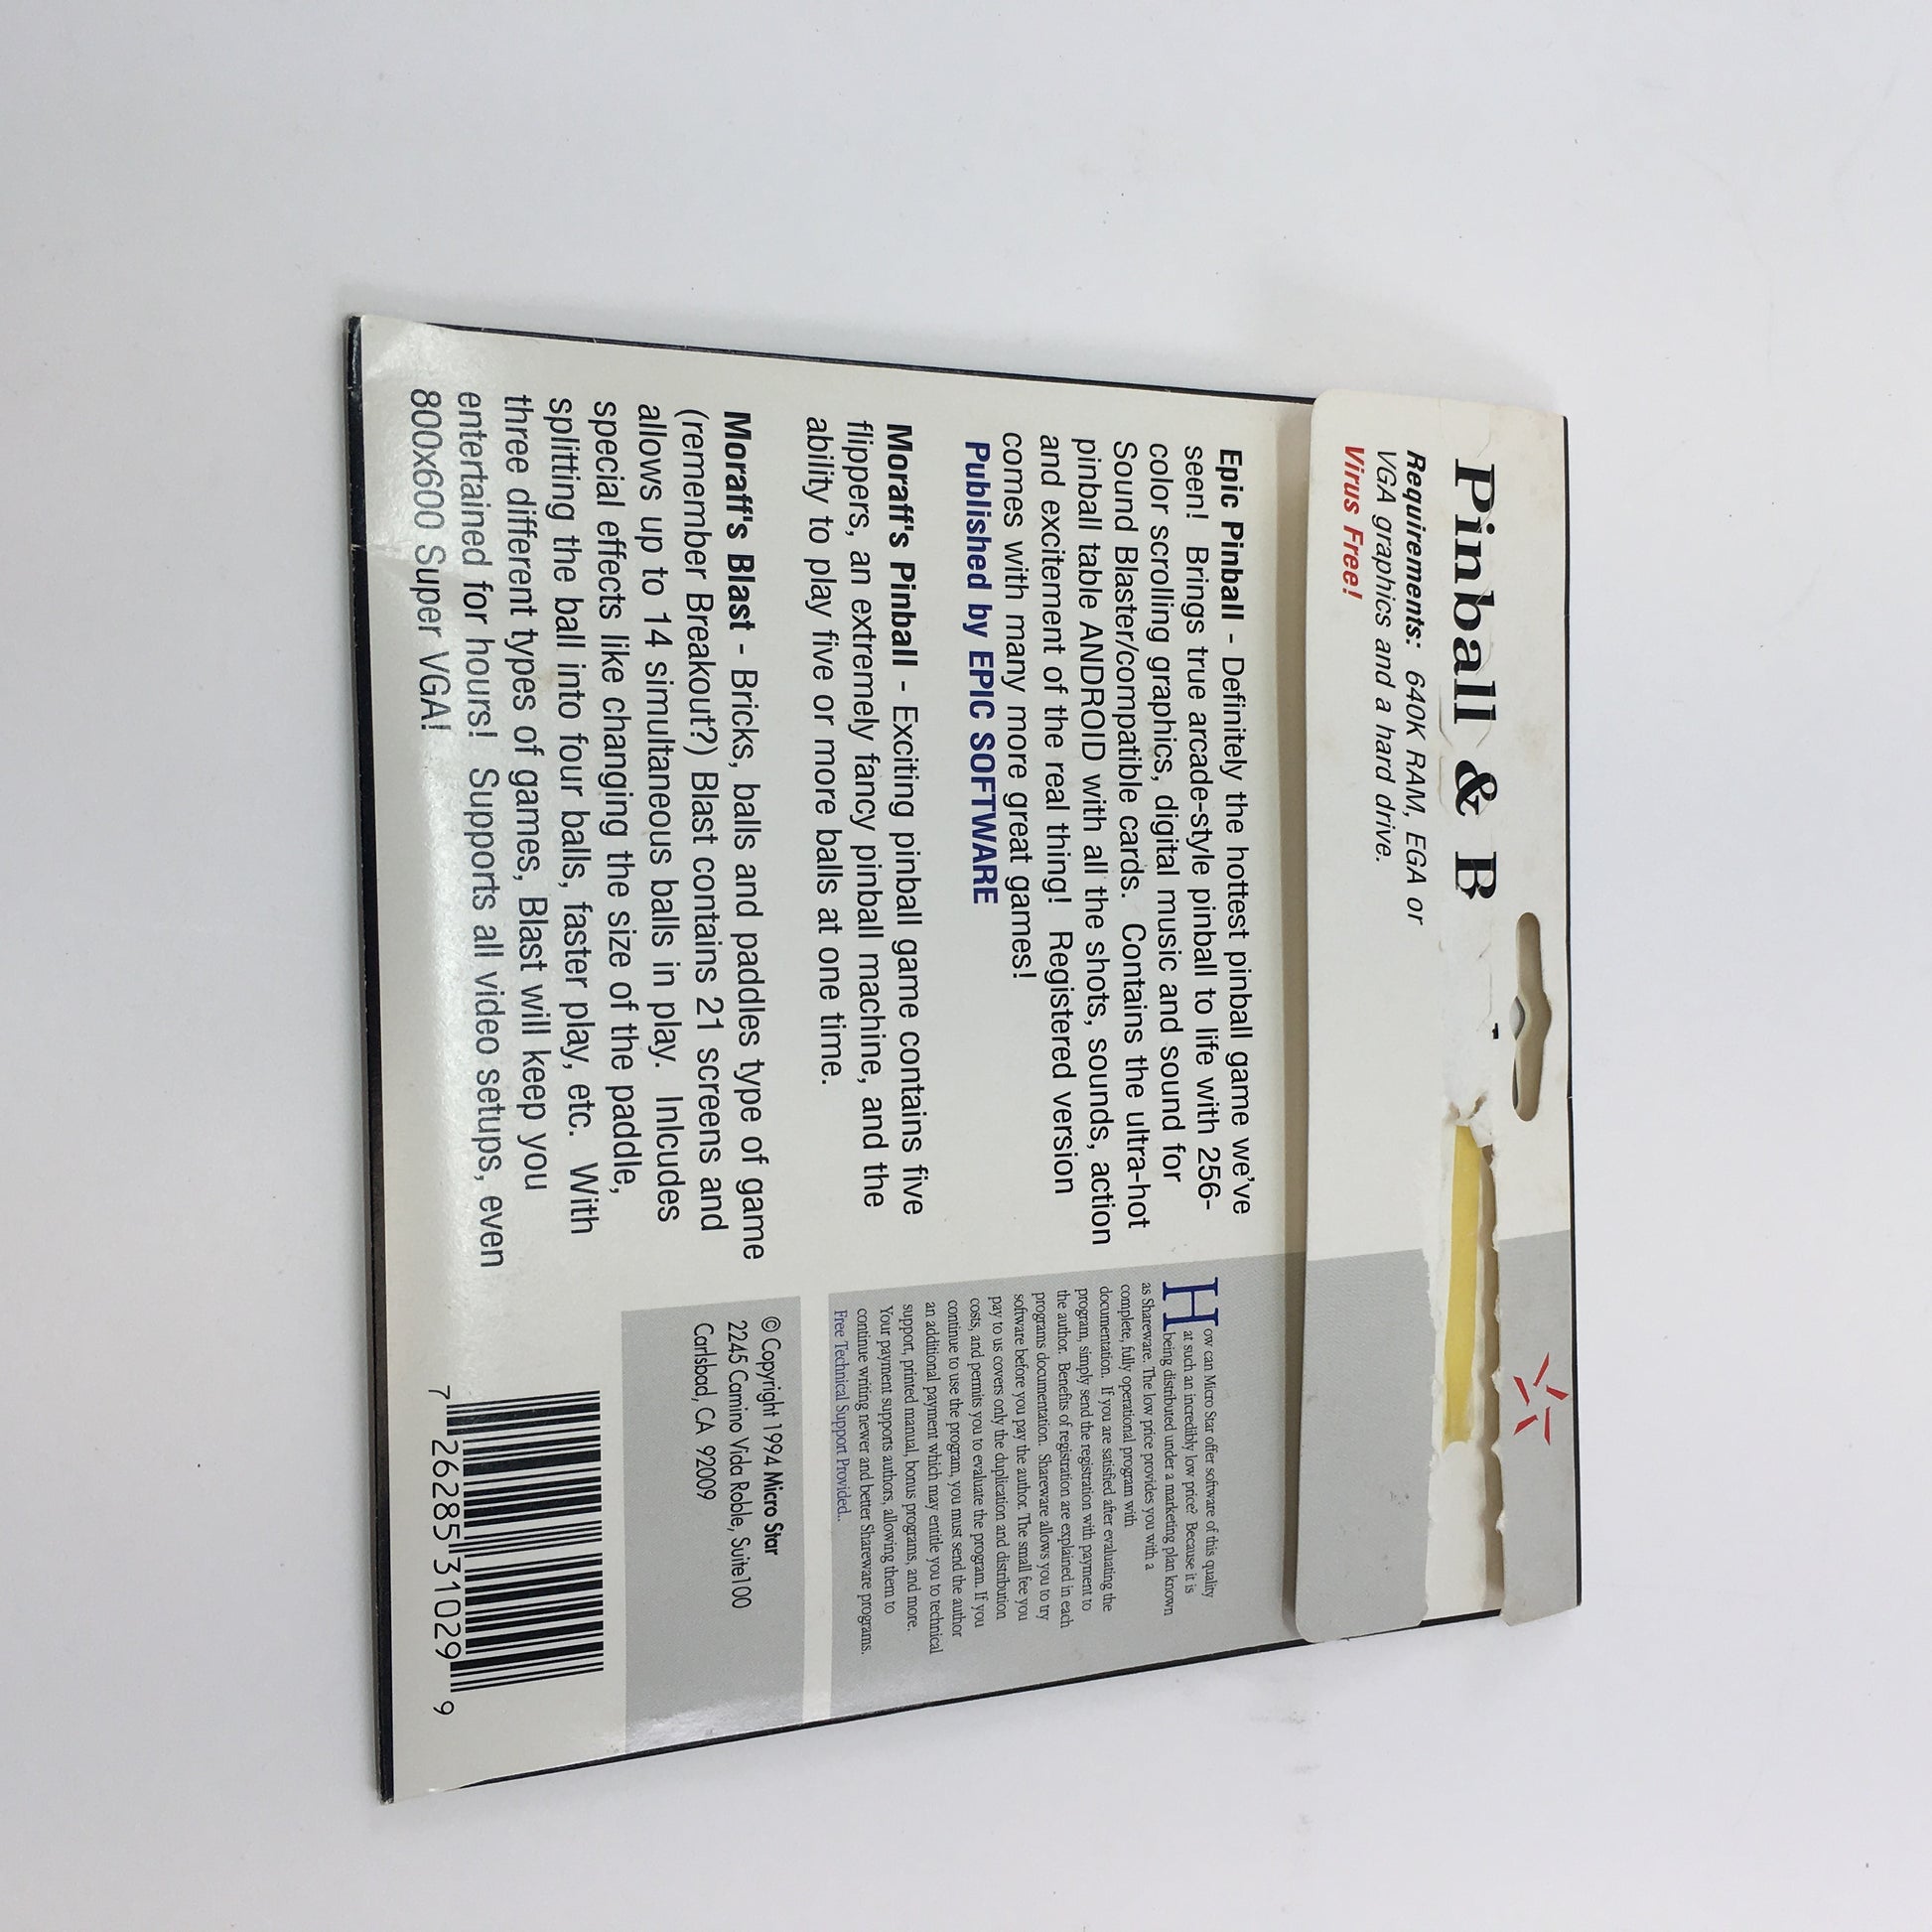 Pinball & B
Requirements: 640K RAM, EGA or
VGA graphics and a hard drive.
Virus Free!
Epic Pinball - Definitely the hottest pinball game we've
seen! Brings true arcade-style pinball to life with 256-
color scrolling graphics, digital music and sound for
Sound Blaster/compatible cards. Contains the ultra-hot
pinball table ANDROID with all the shots, sounds, action
and excitement of the real thing! Registered version
comes with many more great games!
Published by EPIC SOFTWARE
Moraff's Pinball - Exciting pinball game contains five
flippers, an extremely fancy pinball machine, and the
ability to play five or more balls at one time.
Moraff's Blast - Bricks, balls and paddles type of game
(remember Breakout?) Blast contains 21 screens and
allows up to 14 simultaneous balls in play. Inlcudes
special effects like changing the size of the paddle,
splitting the ball into four balls, faster play, etc. With
three different types of games, Blast will keep you
entertained for hours! Supports all video setups, even
800x600 Super VGA!
How can Micro Star offer software of this quality
at such an incredibly low price? Because it is
being distributed under a marketing plan known
as Shareware. The low price provides you with a
complete, fully operational program with
documentation. If you are satisfied after evaluating the
program, simply send the registration with payment to
the author. Benefits of registration are explained in each
programs documentation. Shareware allows you to try
software before you pay the author. The small fee you
pay to us covers only the duplication and distribution
costs, and permits you to evaluate the program. If you
continue to use the program, you must send the author
an additional payment which may entitle you to technical
support, printed manual, bonus programs, and more.
Your payment supports authors, allowing them to
continue writing newer and better Shareware programs.
Free Technical Support Provided..
© Copyright 1994 Micro Star
2245 Camino Vida Roble, Suite100
Carlsbad, CA 92009
7 26285 31029 9